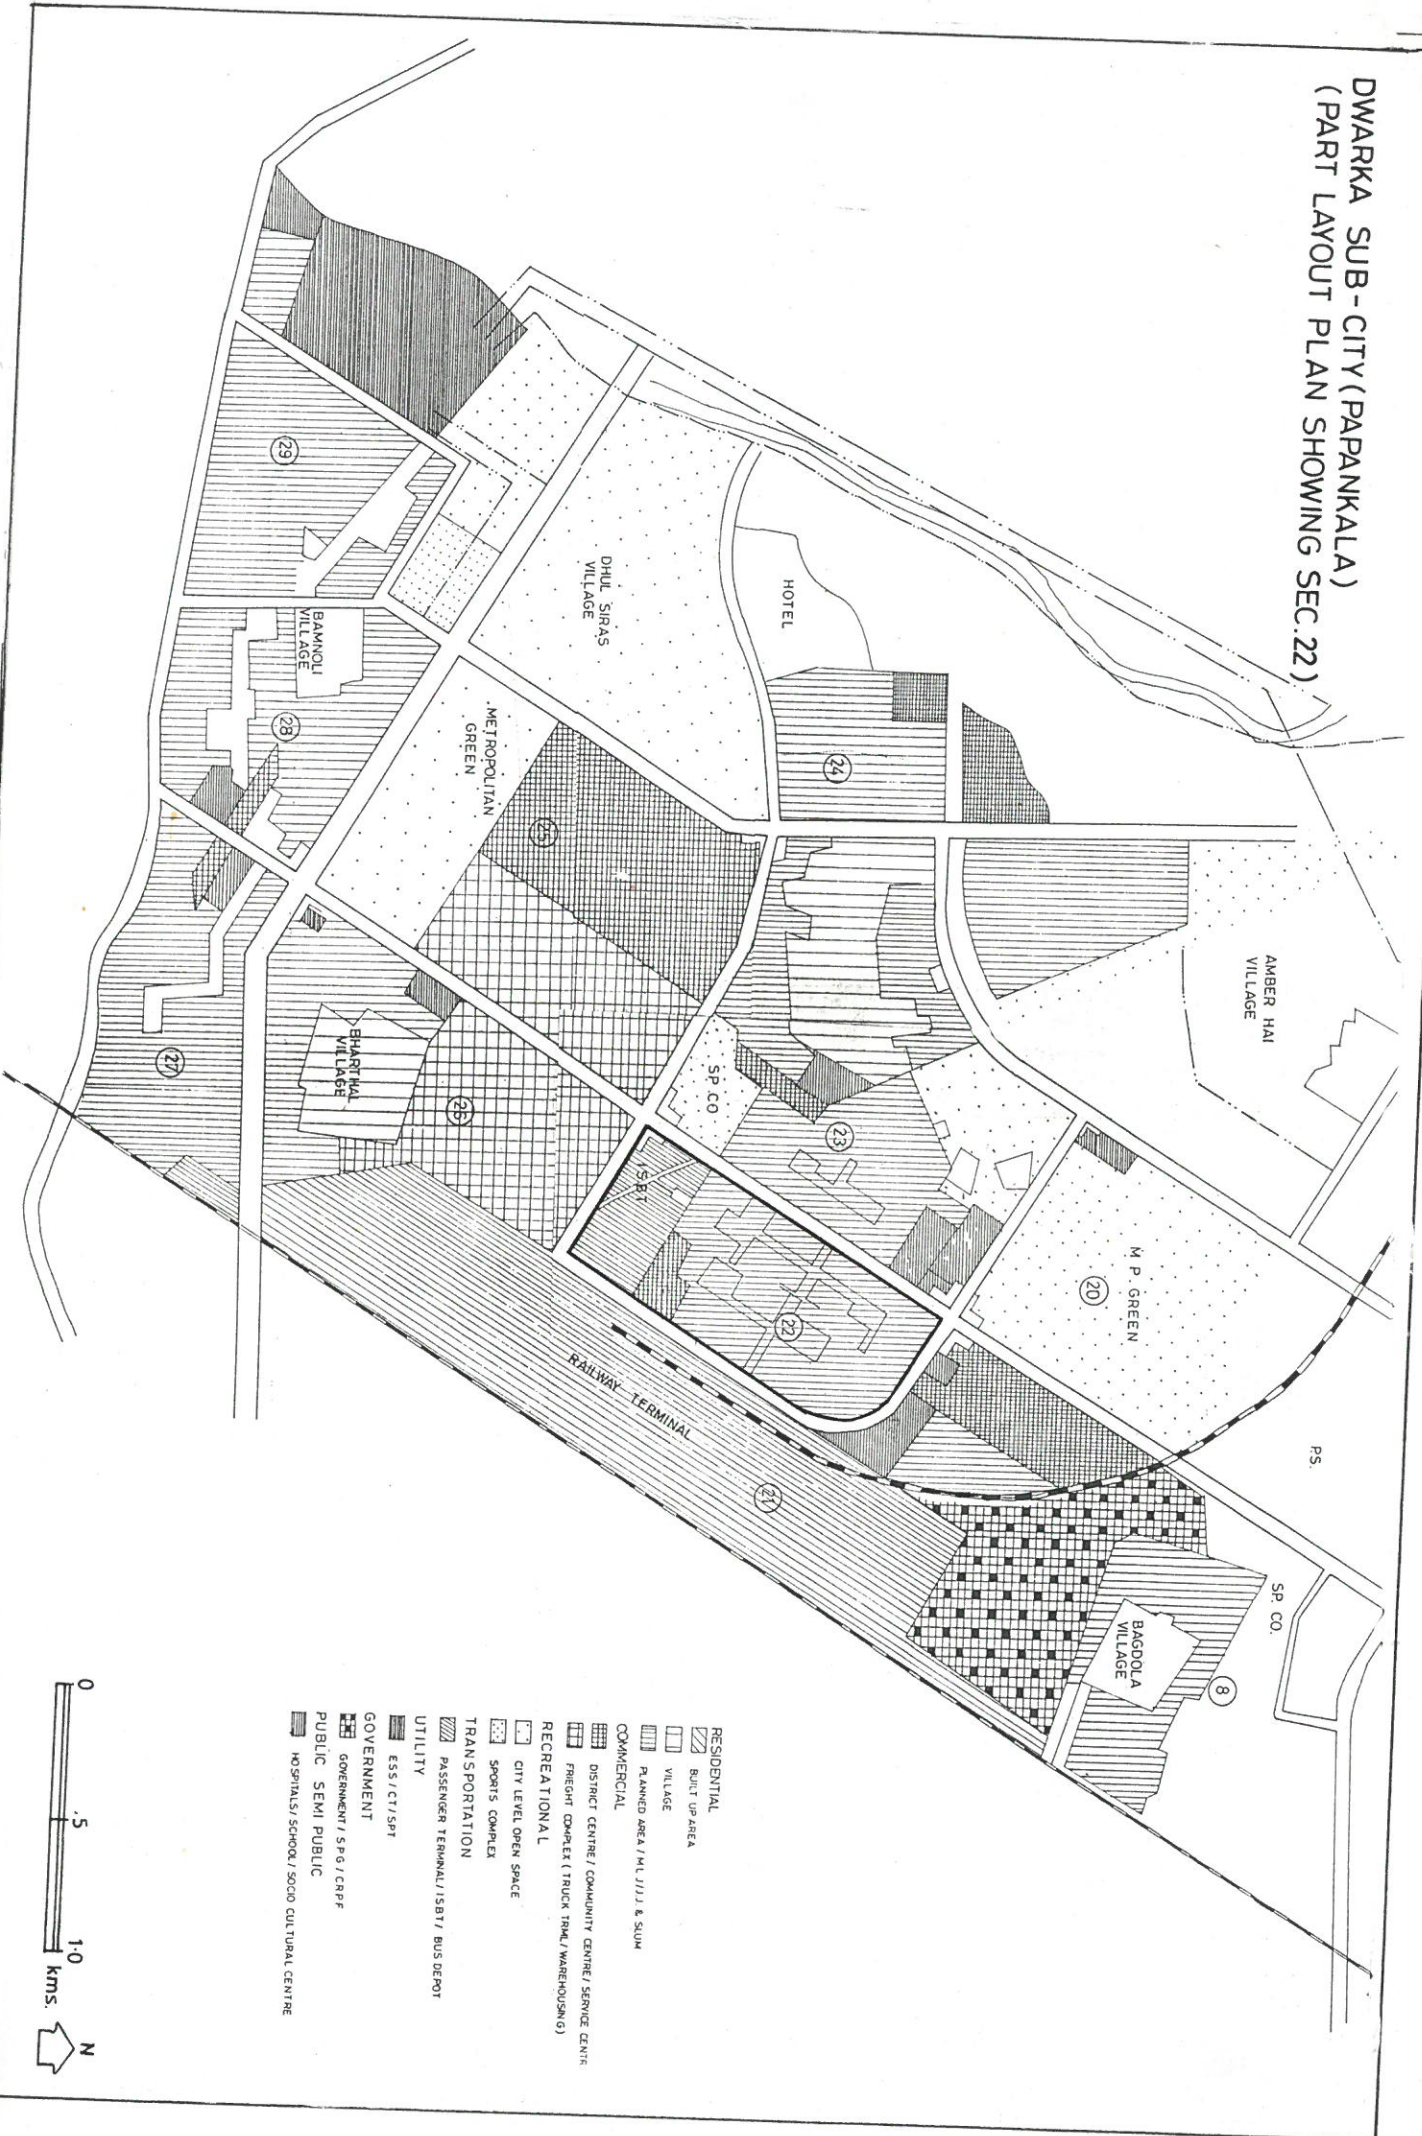 DWARKA SUB-CITY (PAPANKALA)
(PART LAYOUT PLAN SHOWING SEC. 22)
AMBER HAI
VILLAGE
HOTEL
DHUL SIRAS
VILLAGE
24
METROPOLITAN
GREEN
25
29
BAMNOLI
VILLAGE
28
SP. CO
23
M P GREEN
20
P.S.
SP. CO.
8
BAGDOLA
VILLAGE
I S B T
22
26
BHARTHAL
VILLAGE
27
RAILWAY TERMINAL
21
RESIDENTIAL
BUILT UP AREA
VILLAGE
PLANNED AREA / M L J / J.J. & SLUM
COMMERCIAL
DISTRICT CENTRE / COMMUNITY CENTRE / SERVICE CENTR
FRIEGHT COMPLEX ( TRUCK TRML / WAREHOUSING )
RECREATIONAL
CITY LEVEL OPEN SPACE
SPORTS COMPLEX
TRANSPORTATION
PASSENGER TERMINAL / ISBT / BUS DEPOT
UTILITY
ESS / CT / SPT
GOVERNMENT
GOVERNMENT / SPG / CRPF
PUBLIC SEMI PUBLIC
HOSPITALS / SCHOOL / SOCIO CULTURAL CENTRE
0 .5 1.0 kms.
N